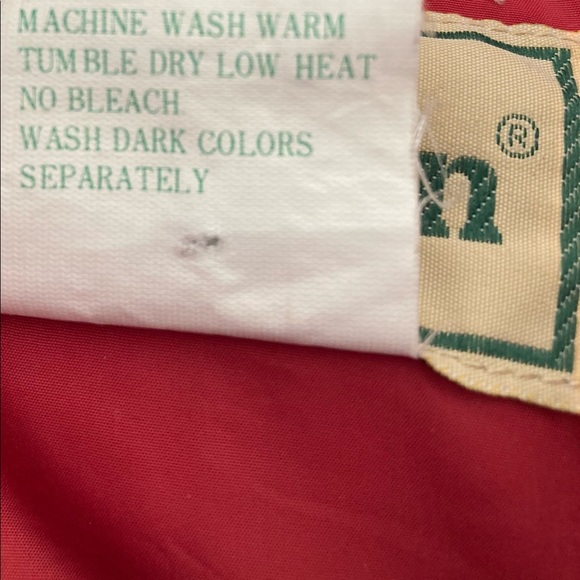 MACHINE WASH WARM
TUMBLE DRY LOW HEAT
NO BLEACH
WASH DARK COLORS
SEPARATELY
n®